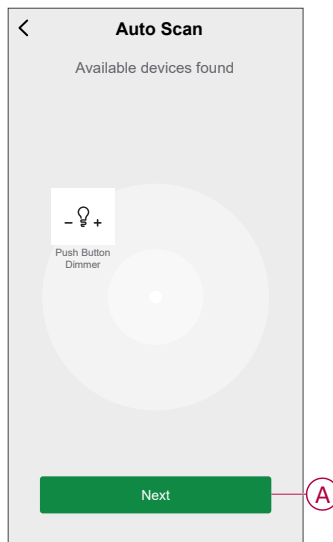 Auto Scan
Available devices found
Push Button
Dimmer
Next
A